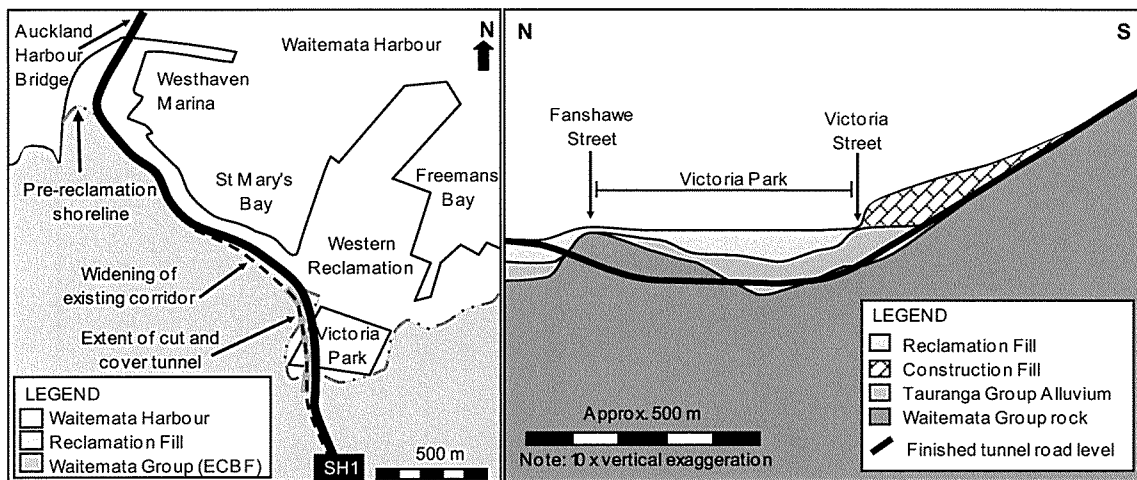 Auckland
Harbour
Bridge
N
Waitemata Harbour
Westhaven
Marina
Pre-reclamation
shoreline
St Mary's
Bay
Freemans
Bay
Western
Reclamation
Widening of
existing corridor
Extent of cut and
cover tunnel
Victoria
Park
LEGEND
Waitemata Harbour
Reclamation Fill
Waitemata Group (ECBF)
SH1
500 m
N
S
Fanshawe
Street
Victoria
Street
Victoria Park
Approx. 500 m
Note: 10 x vertical exaggeration
LEGEND
Reclamation Fill
Construction Fill
Tauranga Group Alluvium
Waitemata Group rock
Finished tunnel road level